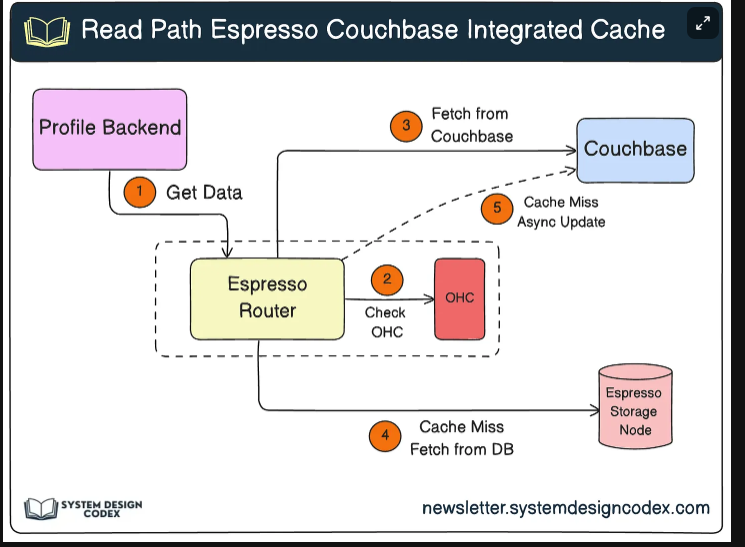 Read Path Espresso Couchbase Integrated Cache
Profile Backend
1
Get Data
3
Fetch from
Couchbase
Couchbase
5
Cache Miss
Async Update
Espresso
Router
2
Check
OHC
OHC
4
Cache Miss
Fetch from DB
Espresso
Storage
Node
SYSTEM DESIGN
CODEX
newsletter.systemdesigncodex.com